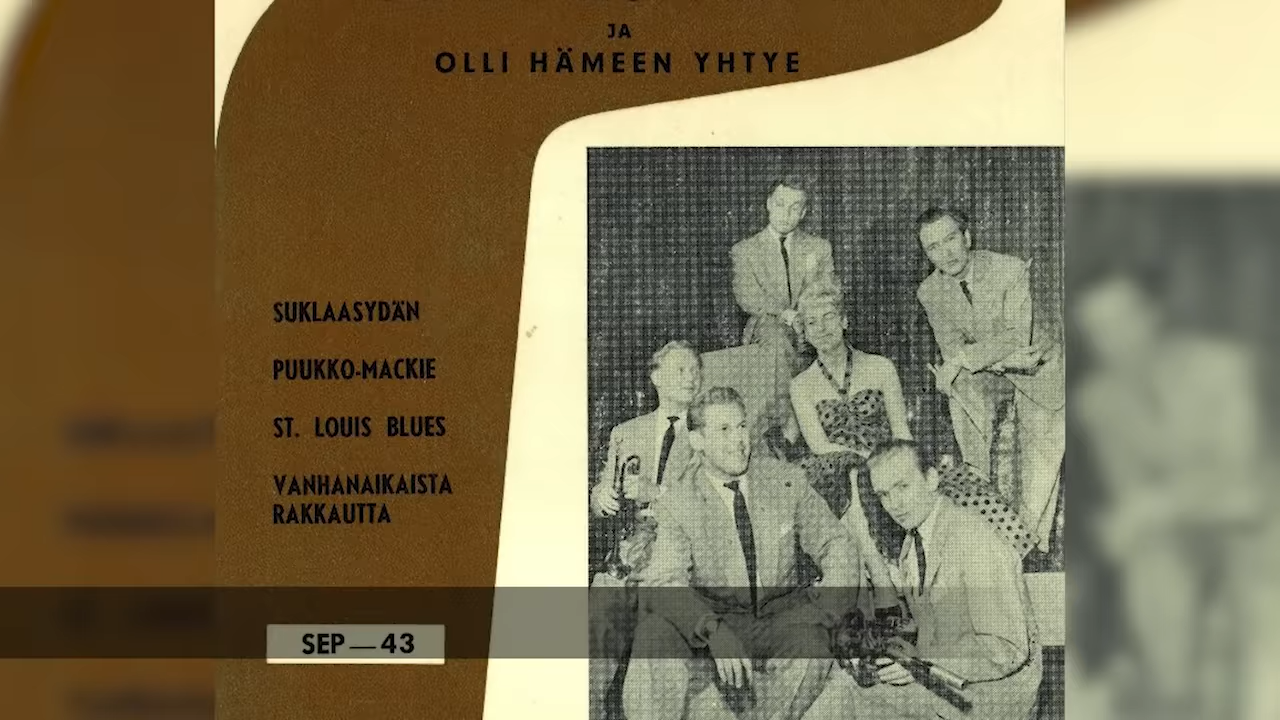 JA
OLLI HÄMEEN YHTYE
SUKLAASYDÄN
PUUKKO-MACKIE
ST. LOUIS BLUES
VANHANAIKAISTA
RAKKAUTTA
SEP—43